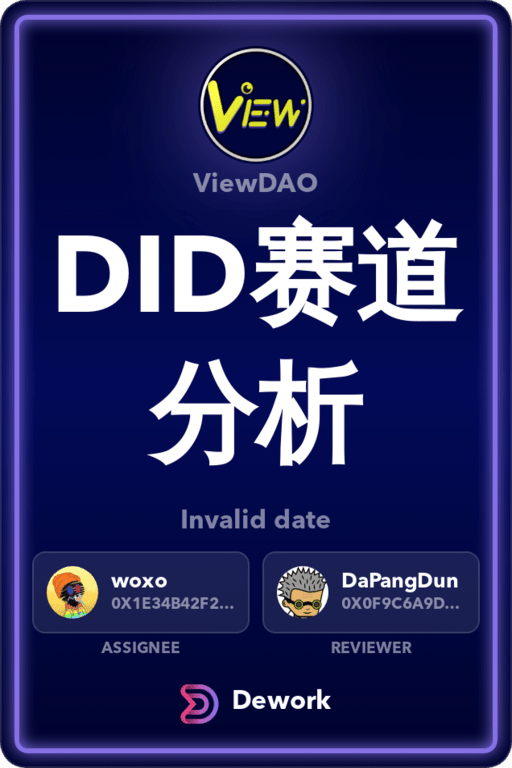 VIEW
ViewDAO
DID赛道
分析
Invalid date
woxo
0X1E34B42F2...
DaPangDun
0X0F9C6A9D...
ASSIGNEE
REVIEWER
Dework